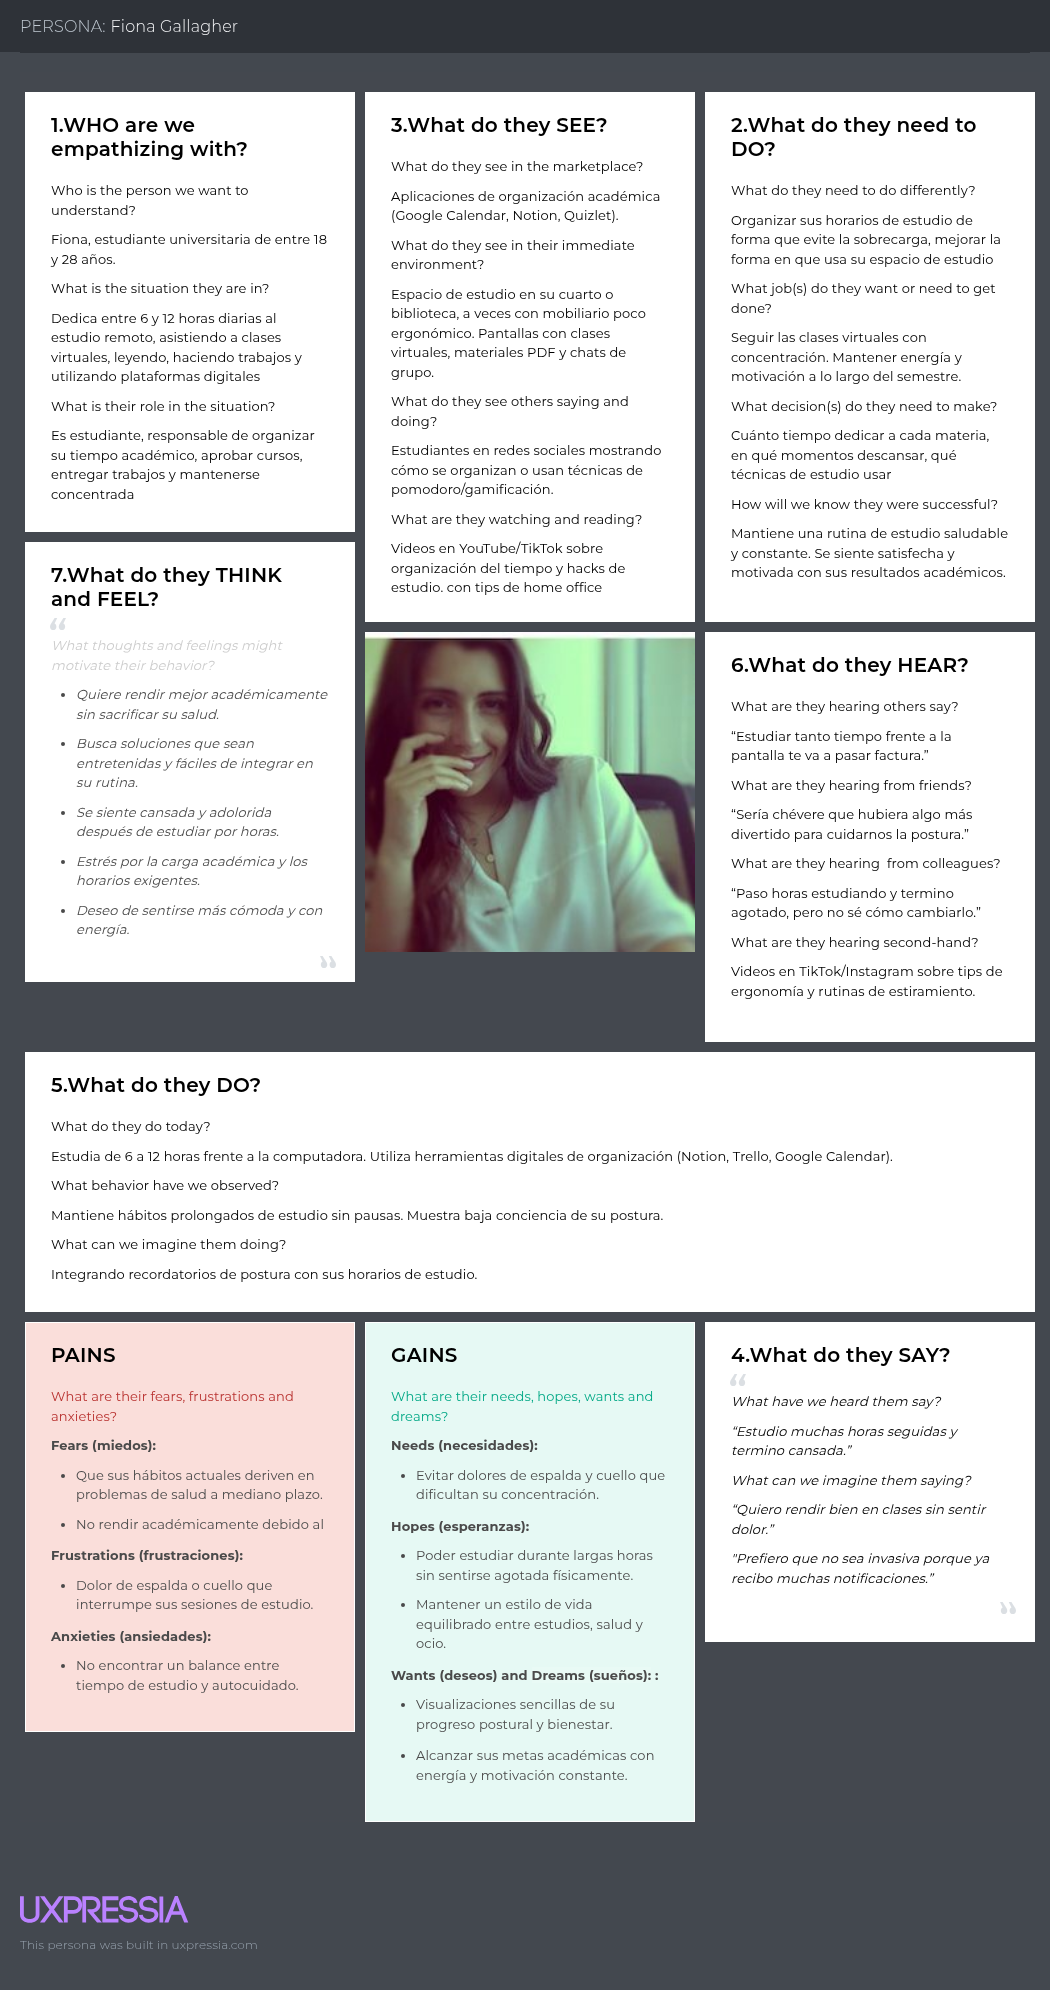 PERSONA: Fiona Gallagher
1.WHO are we
empathizing with?
Who is the person we want to
understand?
Fiona, estudiante universitaria de entre 18
y 28 años.
What is the situation they are in?
Dedica entre 6 y 12 horas diarias al
estudio remoto, asistiendo a clases
virtuales, leyendo, haciendo trabajos y
utilizando plataformas digitales
What is their role in the situation?
Es estudiante, responsable de organizar
su tiempo académico, aprobar cursos,
entregar trabajos y mantenerse
concentrada
3.What do they SEE?
What do they see in the marketplace?
Aplicaciones de organización académica
(Google Calendar, Notion, Quizlet).
What do they see in their immediate
environment?
Espacio de estudio en su cuarto o
biblioteca, a veces con mobiliario poco
ergonómico. Pantallas con clases
virtuales, materiales PDF y chats de
grupo.
What do they see others saying and
doing?
Estudiantes en redes sociales mostrando
cómo se organizan o usan técnicas de
pomodoro/gamificación.
What are they watching and reading?
Videos en YouTube/TikTok sobre
organización del tiempo y hacks de
estudio. con tips de home office
2.What do they need to
DO?
What do they need to do differently?
Organizar sus horarios de estudio de
forma que evite la sobrecarga, mejorar la
forma en que usa su espacio de estudio
What job(s) do they want or need to get
done?
Seguir las clases virtuales con
concentración. Mantener energía y
motivación a lo largo del semestre.
What decision(s) do they need to make?
Cuánto tiempo dedicar a cada materia,
en qué momentos descansar, qué
técnicas de estudio usar
How will we know they were successful?
Mantiene una rutina de estudio saludable
y constante. Se siente satisfecha y
motivada con sus resultados académicos.
7.What do they THINK
and FEEL?
“
What thoughts and feelings might
motivate their behavior?
• Quiere rendir mejor académicamente
sin sacrificar su salud.
• Busca soluciones que sean
entretenidas y fáciles de integrar en
su rutina.
• Se siente cansada y adolorida
después de estudiar por horas.
• Estrés por la carga académica y los
horarios exigentes.
• Deseo de sentirse más cómoda y con
energía.
”
6.What do they HEAR?
What are they hearing others say?
“Estudiar tanto tiempo frente a la
pantalla te va a pasar factura.”
What are they hearing from friends?
“Sería chévere que hubiera algo más
divertido para cuidarnos la postura.”
What are they hearing  from colleagues?
“Paso horas estudiando y termino
agotado, pero no sé cómo cambiarlo.”
What are they hearing second-hand?
Videos en TikTok/Instagram sobre tips de
ergonomía y rutinas de estiramiento.
5.What do they DO?
What do they do today?
Estudia de 6 a 12 horas frente a la computadora. Utiliza herramientas digitales de organización (Notion, Trello, Google Calendar).
What behavior have we observed?
Mantiene hábitos prolongados de estudio sin pausas. Muestra baja conciencia de su postura.
What can we imagine them doing?
Integrando recordatorios de postura con sus horarios de estudio.
PAINS
What are their fears, frustrations and
anxieties?
Fears (miedos):
• Que sus hábitos actuales deriven en
problemas de salud a mediano plazo.
• No rendir académicamente debido al
Frustrations (frustraciones):
• Dolor de espalda o cuello que
interrumpe sus sesiones de estudio.
Anxieties (ansiedades):
• No encontrar un balance entre
tiempo de estudio y autocuidado.
GAINS
What are their needs, hopes, wants and
dreams?
Needs (necesidades):
• Evitar dolores de espalda y cuello que
dificultan su concentración.
Hopes (esperanzas):
• Poder estudiar durante largas horas
sin sentirse agotada físicamente.
• Mantener un estilo de vida
equilibrado entre estudios, salud y
ocio.
Wants (deseos) and Dreams (sueños): :
• Visualizaciones sencillas de su
progreso postural y bienestar.
• Alcanzar sus metas académicas con
energía y motivación constante.
4.What do they SAY?
“
What have we heard them say?
“Estudio muchas horas seguidas y
termino cansada.”
What can we imagine them saying?
“Quiero rendir bien en clases sin sentir
dolor.”
"Prefiero que no sea invasiva porque ya
recibo muchas notificaciones.”
”
UXPRESSIA
This persona was built in uxpressia.com